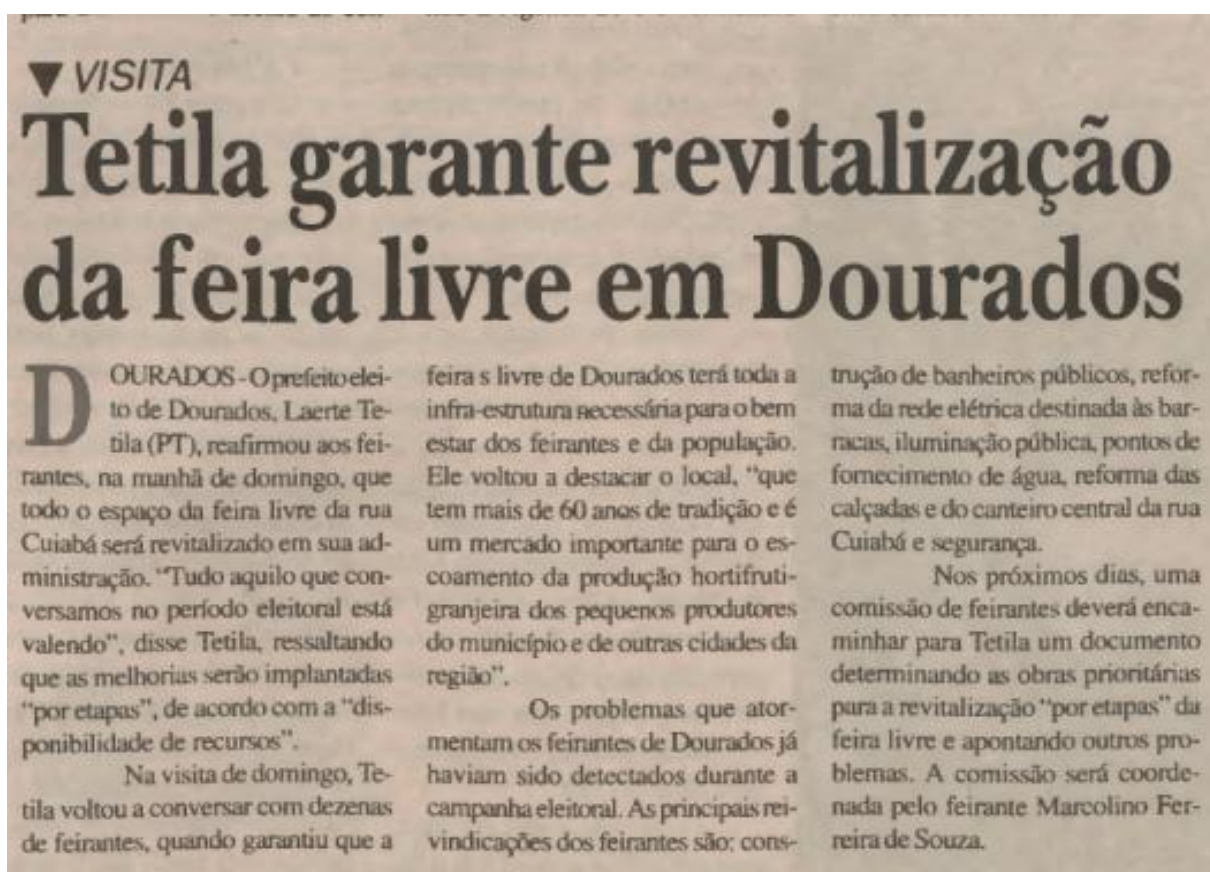 ▼ VISITA
Tetila garante revitalização
da feira livre em Dourados
DOURADOS - O prefeito elei-
to de Dourados, Laerte Te-
tila (PT), reafirmou aos fei-
rantes, na manhã de domingo, que
todo o espaço da feira livre da rua
Cuiabá será revitalizado em sua ad-
ministração. "Tudo aquilo que con-
versamos no período eleitoral está
valendo", disse Tetila, ressaltando
que as melhorias serão implantadas
"por etapas", de acordo com a "dis-
ponibilidade de recursos".
Na visita de domingo, Te-
tila voltou a conversar com dezenas
de feirantes, quando garantiu que a
feira s livre de Dourados terá toda a
infra-estrutura necessária para o bem
estar dos feirantes e da população.
Ele voltou a destacar o local, "que
tem mais de 60 anos de tradição e é
um mercado importante para o es-
coamento da produção hortifruti-
granjeira dos pequenos produtores
do município e de outras cidades da
região".
Os problemas que ator-
mentam os feirantes de Dourados já
haviam sido detectados durante a
campanha eleitoral. As principais rei-
vindicações dos feirantes são: cons-
trução de banheiros públicos, refor-
ma da rede elétrica destinada às bar-
racas, iluminação pública, pontos de
fornecimento de água, reforma das
calçadas e do canteiro central da rua
Cuiabá e segurança.
Nos próximos dias, uma
comissão de feirantes deverá enca-
minhar para Tetila um documento
determinando as obras prioritárias
para a revitalização "por etapas" da
feira livre e apontando outros pro-
blemas. A comissão será coorde-
nada pelo feirante Marcolino Fer-
reira de Souza.